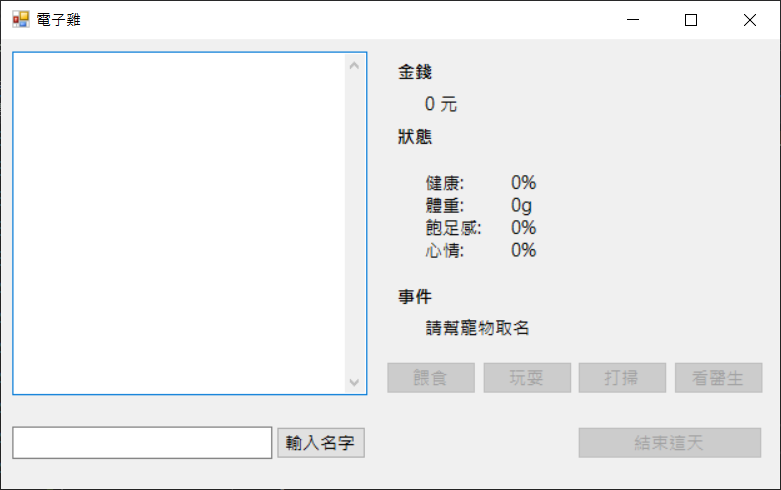 電子雞
金錢
0 元
狀態
健康: 0%
體重: 0g
飽足感: 0%
心情: 0%
事件
請幫寵物取名
餵食 玩耍 打掃 看醫生
輸入名字 結束這天